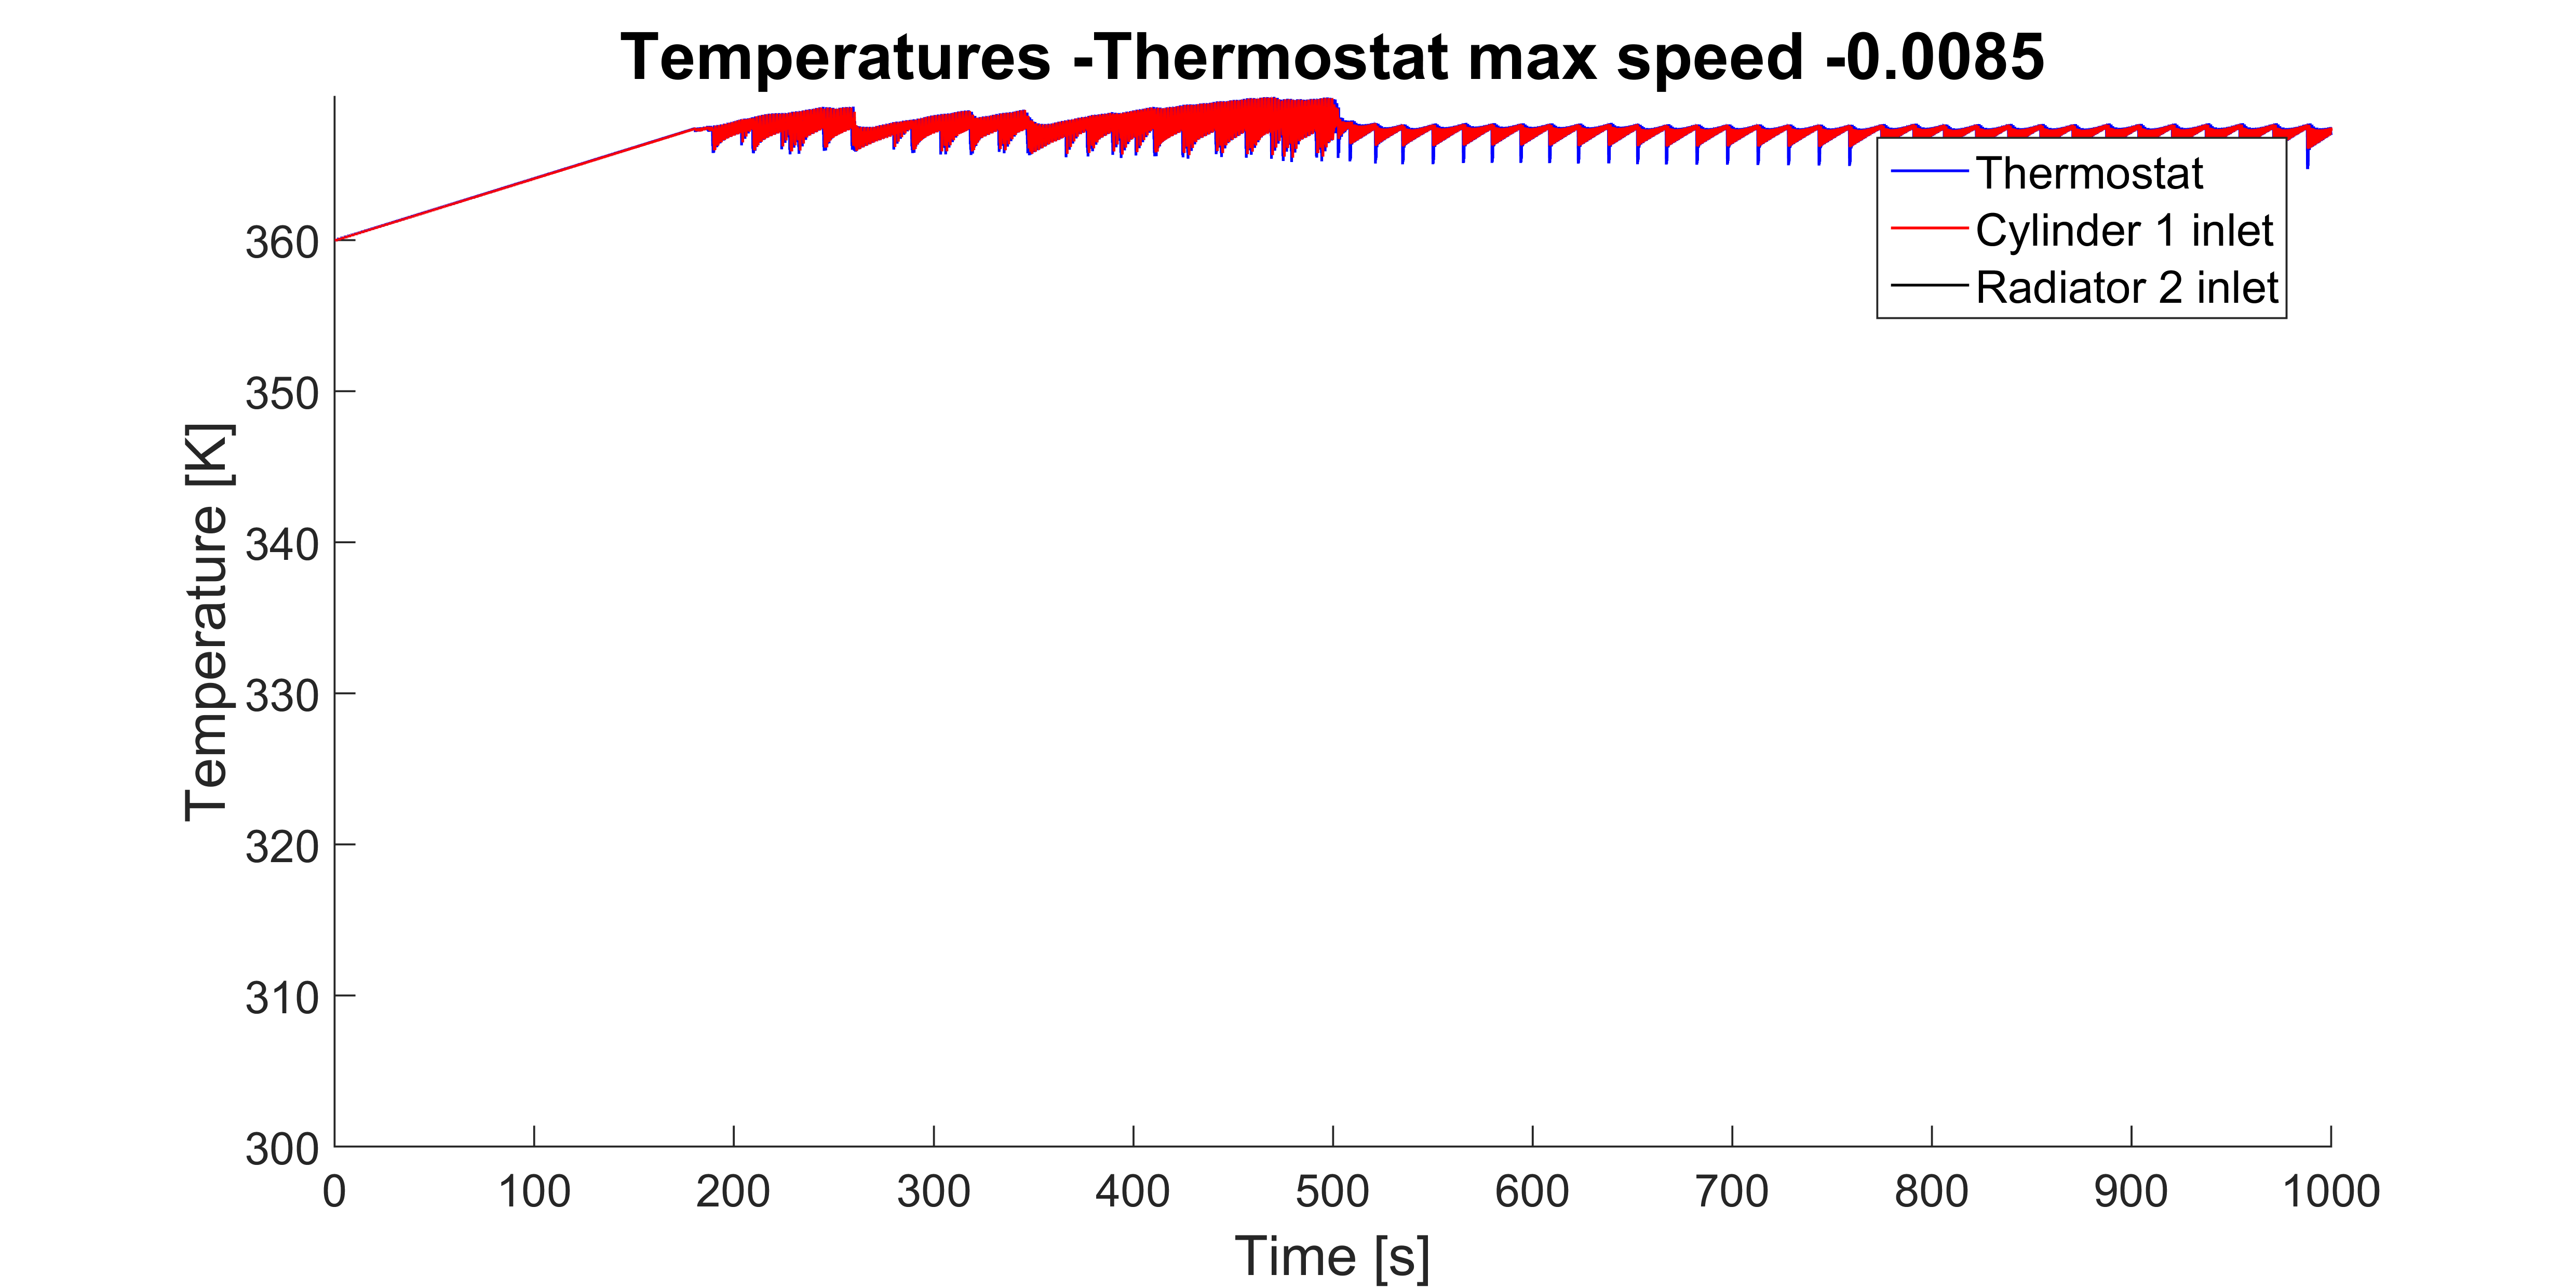 Temperatures -Thermostat max speed -0.0085
Thermostat
Cylinder 1 inlet
Radiator 2 inlet
Temperature [K]
360
350
340
330
320
310
300
0 100 200 300 400 500 600 700 800 900 1000
Time [s]